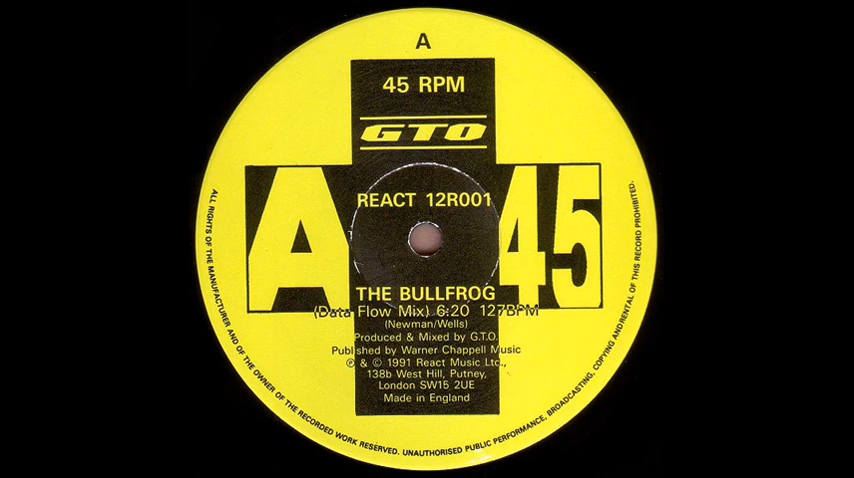 A
45 RPM
GTO
A 45
REACT 12R001
THE BULLFROG
(Data Flow Mix) 6:20 127BPM
(Newman/Wells)
Produced & Mixed by G.T.O.
Published by Warner Chappell Music
℗ & © 1991 React Music Ltd.,
138b West Hill, Putney,
London SW15 2UE
Made in England
ALL RIGHTS OF THE MANUFACTURER AND OF THE OWNER OF THE RECORDED WORK RESERVED. UNAUTHORISED PUBLIC PERFORMANCE, BROADCASTING, COPYING AND RENTAL OF THIS RECORD PROHIBITED.